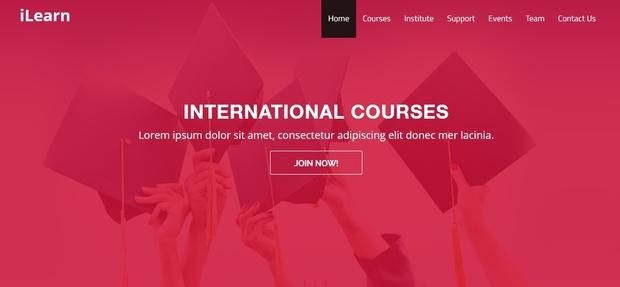 iLearn
Home Courses Institute Support Events Team Contact Us
INTERNATIONAL COURSES
Lorem ipsum dolor sit amet, consectetur adipiscing elit donec mer lacinia.
JOIN NOW!